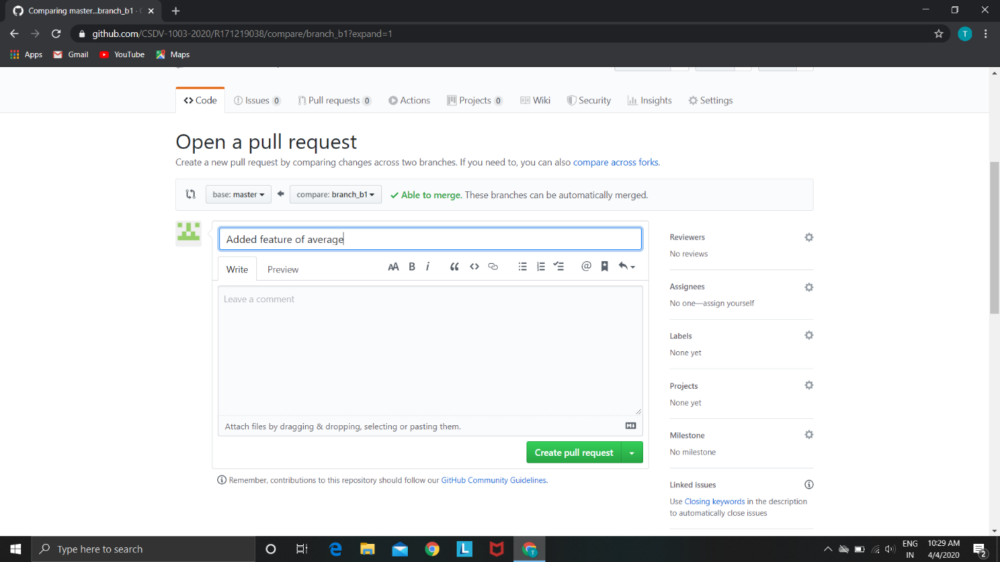 Comparing master...branch_b1 ·
github.com/CSDV-1003-2020/R171219038/compare/branch_b1?expand=1
T
Apps Gmail YouTube Maps
<> Code Issues 0 Pull requests 0 Actions Projects 0 Wiki Security Insights Settings
Open a pull request
Create a new pull request by comparing changes across two branches. If you need to, you can also compare across forks.
base: master compare: branch_b1 Able to merge. These branches can be automatically merged.
Added feature of average
Write Preview AA B i @
Leave a comment
Attach files by dragging & dropping, selecting or pasting them.
Create pull request
Remember, contributions to this repository should follow our GitHub Community Guidelines.
Reviewers
No reviews
Assignees
No one—assign yourself
Labels
None yet
Projects
None yet
Milestone
No milestone
Linked issues
Use Closing keywords in the description
to automatically close issues
Type here to search
L
T
ENG
IN
10:29 AM
4/4/2020
2